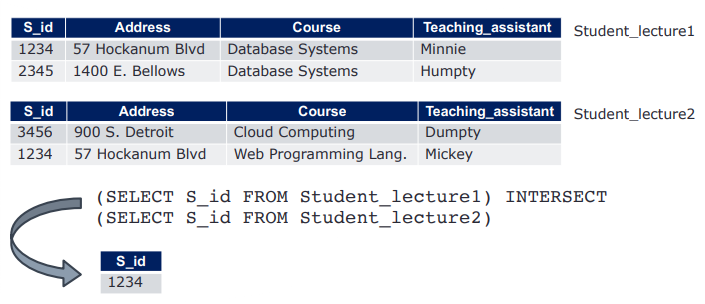 S_id Address Course Teaching_assistant Student_lecture1
1234 57 Hockanum Blvd Database Systems Minnie
2345 1400 E. Bellows Database Systems Humpty
S_id Address Course Teaching_assistant Student_lecture2
3456 900 S. Detroit Cloud Computing Dumpty
1234 57 Hockanum Blvd Web Programming Lang. Mickey
(SELECT S_id FROM Student_lecture1) INTERSECT
(SELECT S_id FROM Student_lecture2)
S_id
1234